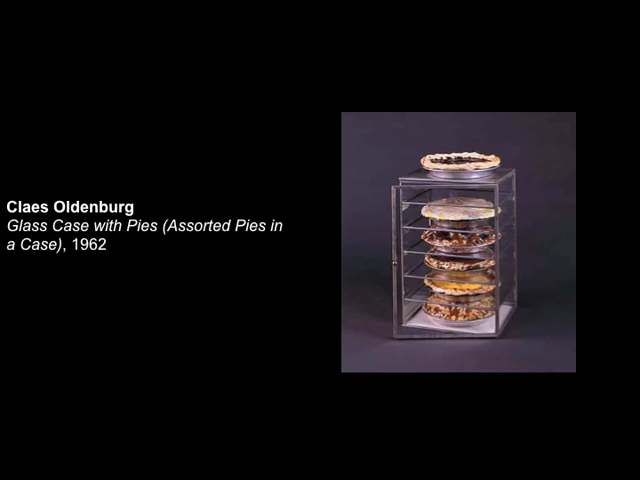 Claes Oldenburg
Glass Case with Pies (Assorted Pies in
a Case), 1962